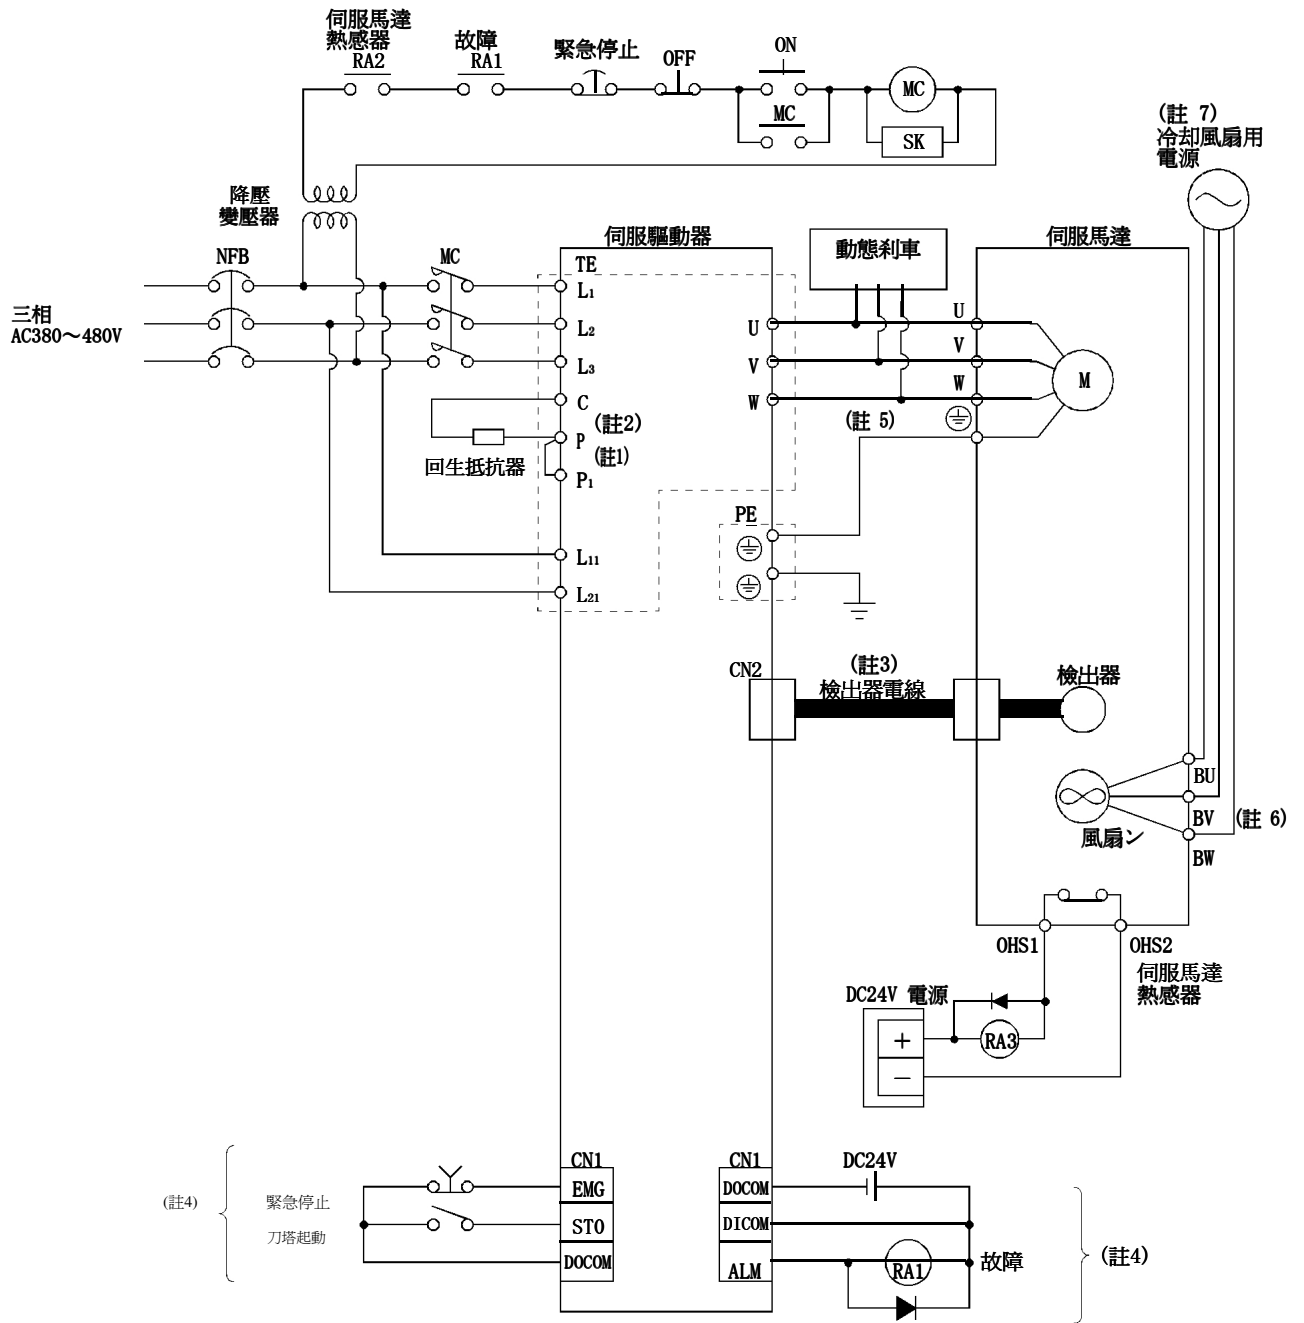 伺服馬達
熱感器
RA2
故障
RA1
緊急停止
OFF
ON
MC
MC
SK
(註 7)
冷却風扇用
電源
降壓
變壓器
NFB
MC
三相
AC380～480V
伺服驅動器
TE
L1
L2
L3
C
P
P1
L11
L21
(註2)
(註1)
回生抵抗器
U
V
W
PE
動態刹車
伺服馬達
U
V
W
M
(註 5)
CN2
(註3)
檢出器電線
檢出器
BU
BV
BW
(註 6)
風扇ン
OHS1
OHS2
伺服馬達
熱感器
DC24V 電源
+
−
RA3
(註4)
緊急停止
刀塔起動
CN1
EMG
STO
DOCOM
CN1
DOCOM
DICOM
ALM
DC24V
RA1
故障
(註4)